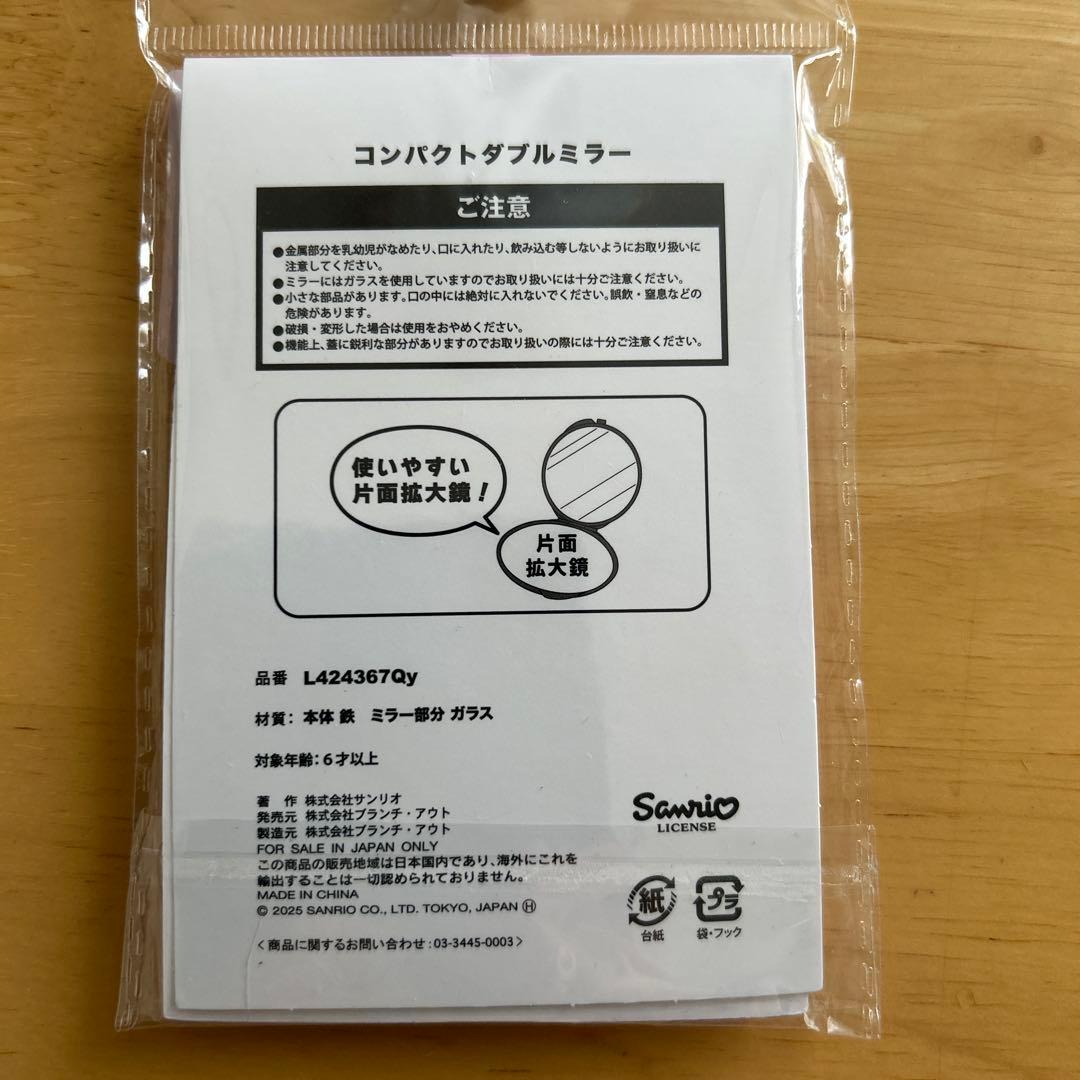 コンパクトダブルミラー
ご注意
●金属部分を乳幼児がなめたり、口に入れたり、飲み込む等しないようにお取り扱いに
注意してください。
●ミラーにはガラスを使用していますのでお取り扱いには十分ご注意ください。
●小さな部品があります。口の中には絶対に入れないでください。誤飲・窒息などの
危険があります。
●破損・変形した場合は使用をおやめください。
●機能上、蓋に鋭利な部分がありますのでお取り扱いの際には十分ご注意ください。
使いやすい
片面拡大鏡！
片面
拡大鏡
品番 L424367Qy
材質：本体 鉄 ミラー部分 ガラス
対象年齢：６才以上
著 作 株式会社サンリオ
発売元 株式会社ブランチ・アウト
製造元 株式会社ブランチ・アウト
FOR SALE IN JAPAN ONLY
この商品の販売地域は日本国内であり、海外にこれを
輸出することは一切認められておりません。
MADE IN CHINA
© 2025 SANRIO CO., LTD. TOKYO, JAPAN Ⓗ
〈商品に関するお問い合わせ：03-3445-0003〉
Sanrio
LICENSE
紙
台紙
プラ
袋・フック